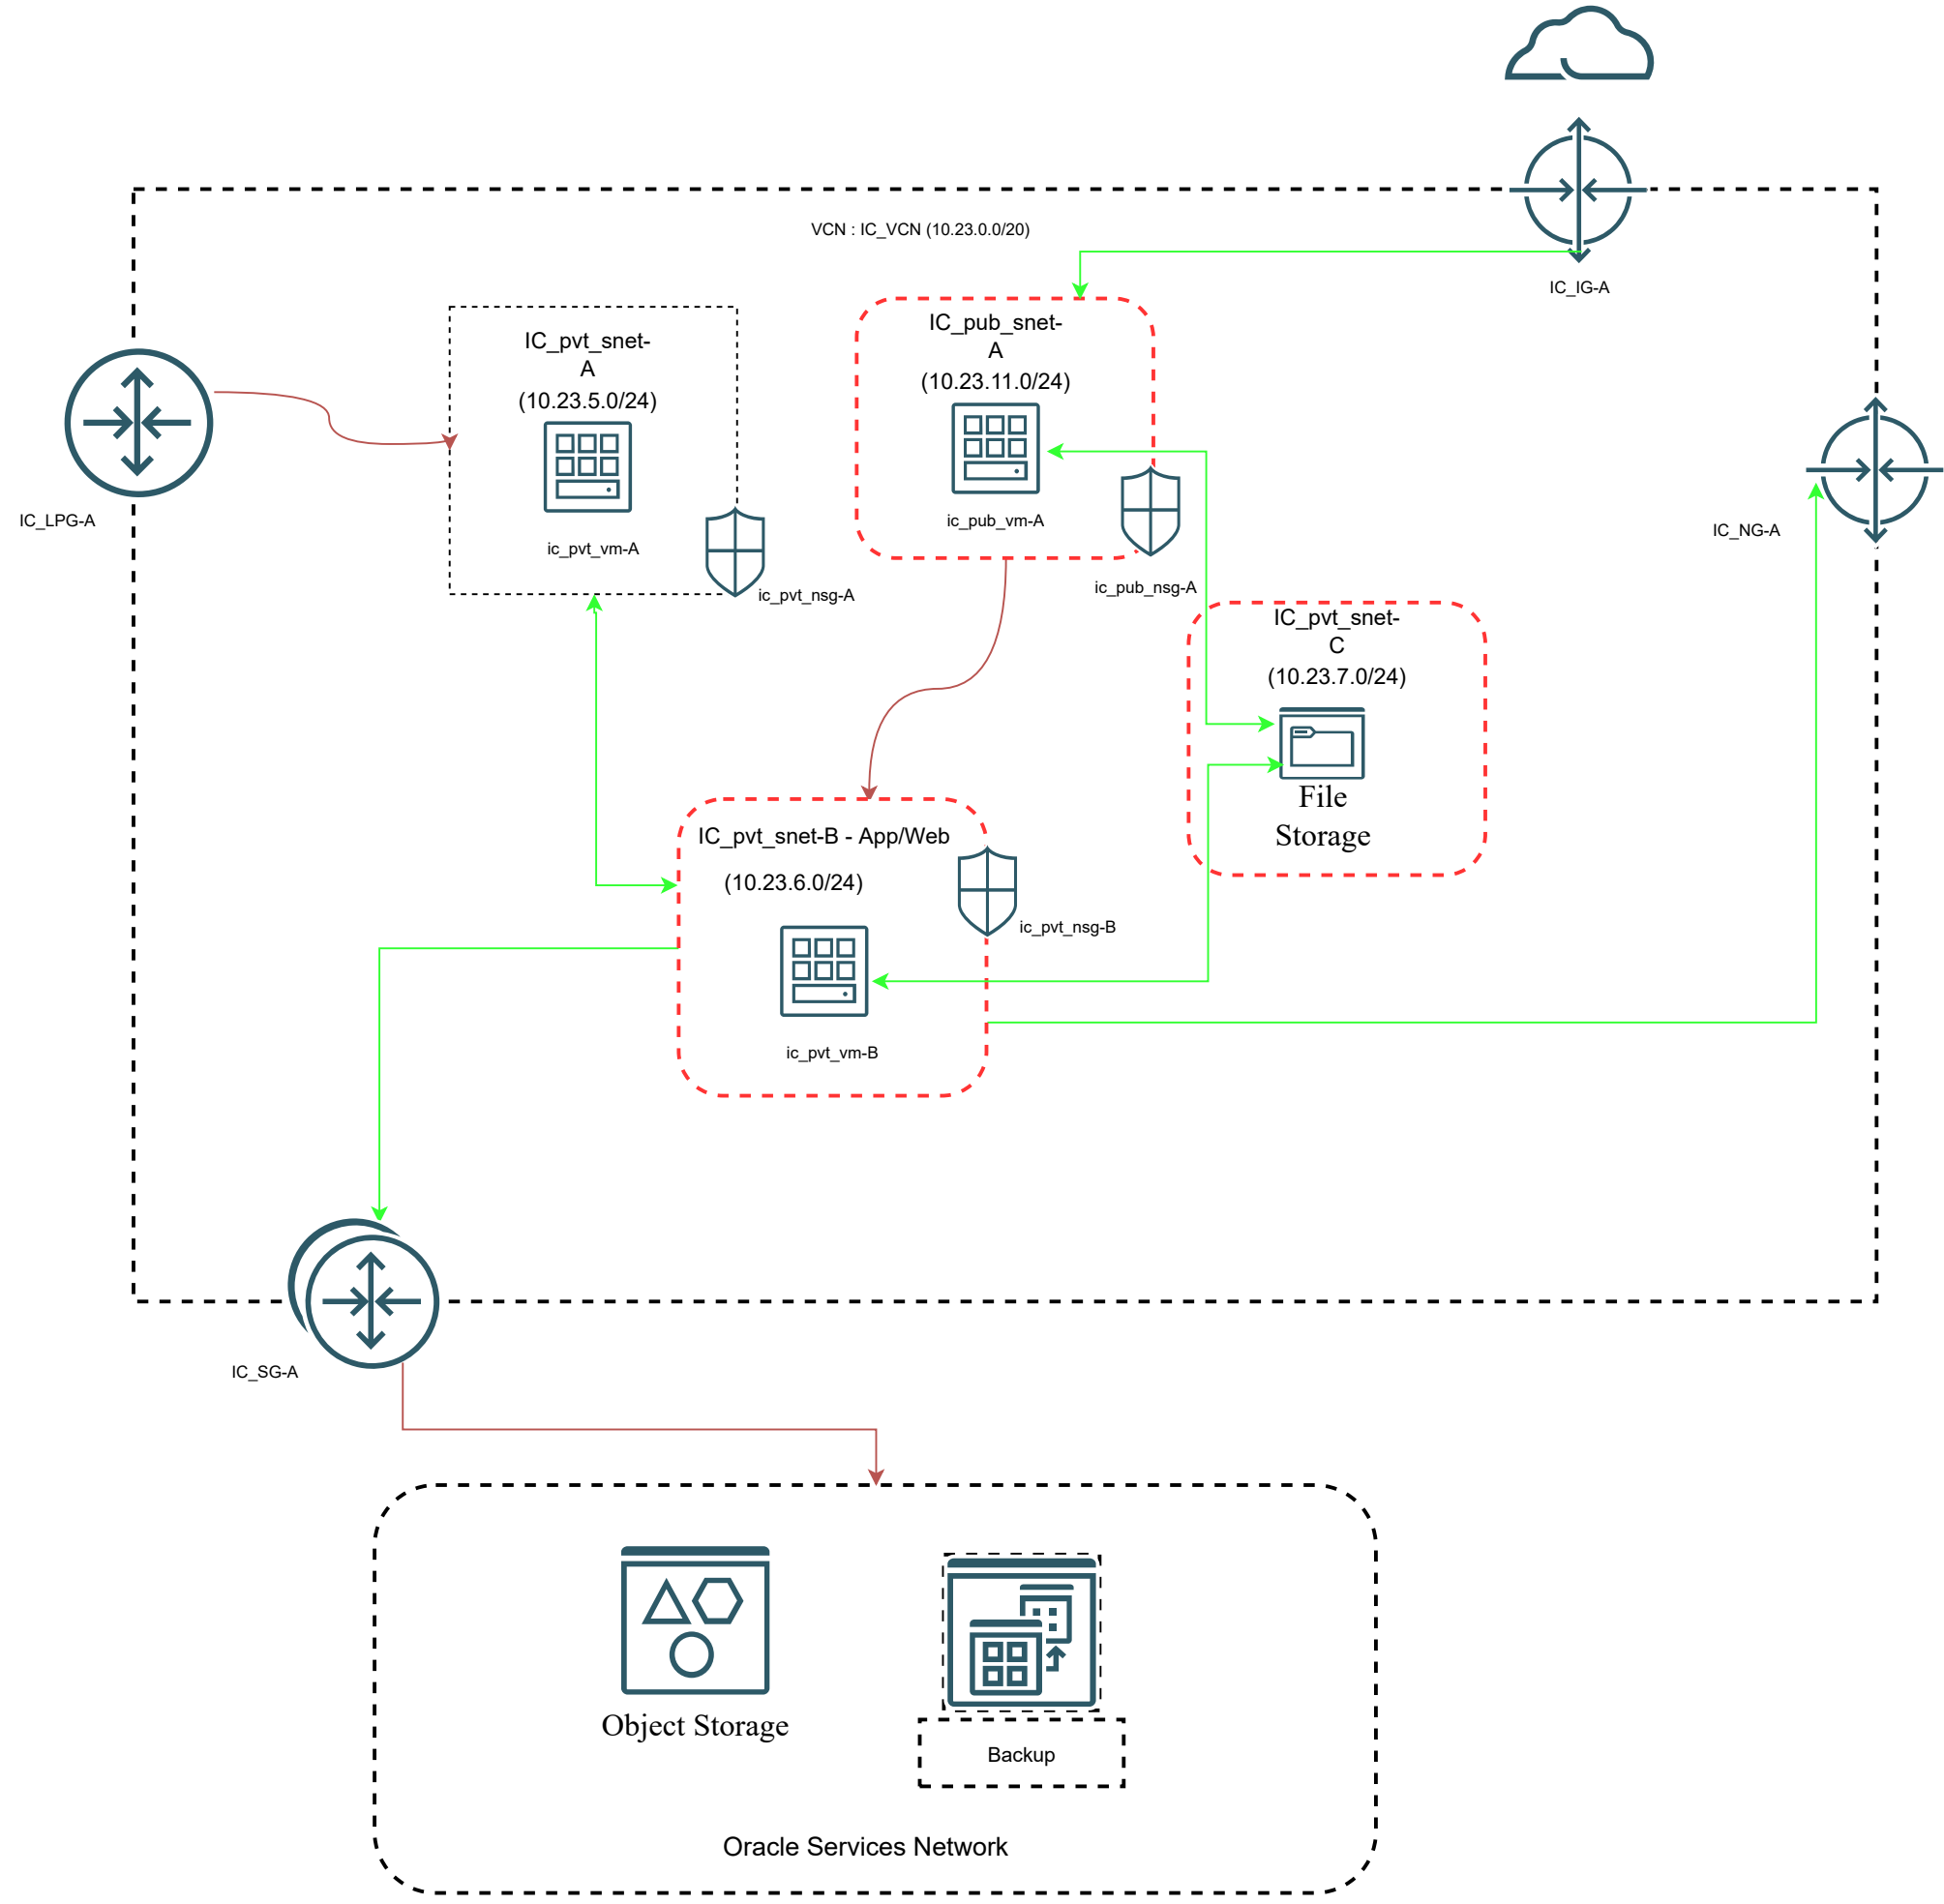 VCN : IC_VCN (10.23.0.0/20)
IC_IG-A
IC_pvt_snet-
A
(10.23.5.0/24)
ic_pvt_vm-A
ic_pvt_nsg-A
IC_pub_snet-
A
(10.23.11.0/24)
ic_pub_vm-A
ic_pub_nsg-A
IC_LPG-A
IC_NG-A
IC_pvt_snet-
C
(10.23.7.0/24)
File
Storage
IC_pvt_snet-B - App/Web
(10.23.6.0/24)
ic_pvt_nsg-B
ic_pvt_vm-B
IC_SG-A
Object Storage
Backup
Oracle Services Network